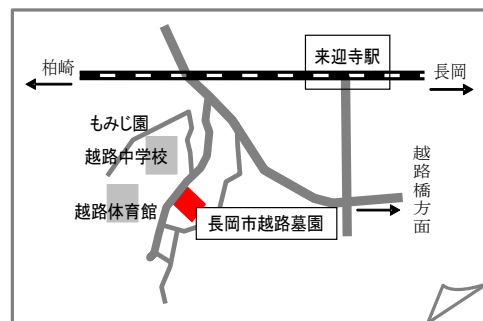 来迎寺駅
柏崎
長岡
もみじ園
越路中学校
越路橋方面
越路体育館
長岡市越路墓園